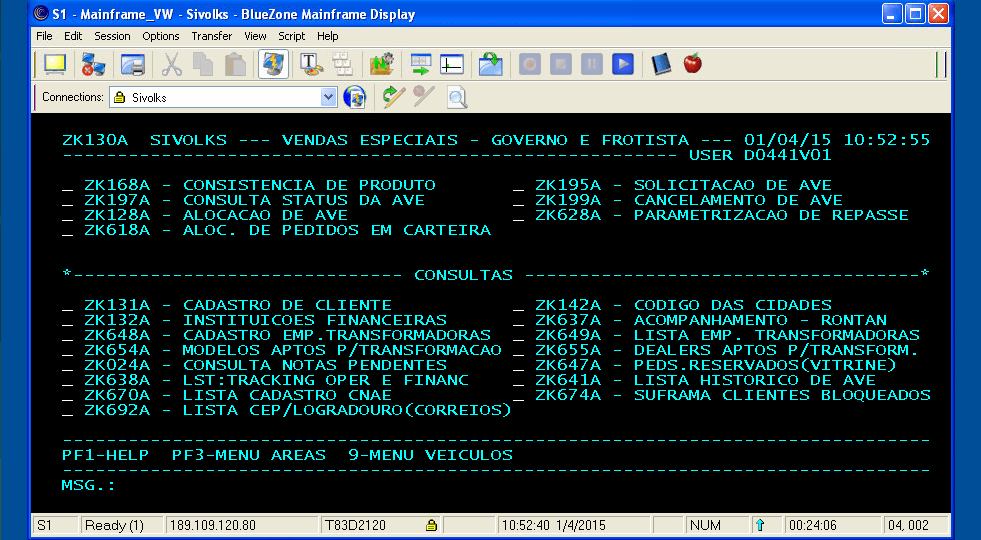 S1 - Mainframe_VW - Sivolks - BlueZone Mainframe Display
File Edit Session Options Transfer View Script Help
Connections: Sivolks
ZK130A SIVOLKS --- VENDAS ESPECIAIS - GOVERNO E FROTISTA --- 01/04/15 10:52:55
-------------------------------------------------------- USER DO441V01
_ ZK168A - CONSISTENCIA DE PRODUTO _ ZK195A - SOLICITACAO DE AVE
_ ZK197A - CONSULTA STATUS DA AVE _ ZK199A - CANCELAMENTO DE AVE
_ ZK128A - ALOCACAO DE AVE _ ZK628A - PARAMETRIZACAO DE REPASSE
_ ZK618A - ALOC. DE PEDIDOS EM CARTEIRA
*------------------------------ CONSULTAS ------------------------------------*
_ ZK131A - CADASTRO DE CLIENTE _ ZK142A - CODIGO DAS CIDADES
_ ZK132A - INSTITUICOES FINANCEIRAS _ ZK637A - ACOMPANHAMENTO - RONTAN
_ ZK648A - CADASTRO EMP.TRANSFORMADORAS _ ZK649A - LISTA EMP. TRANSFORMADORAS
_ ZK654A - MODELOS APTOS P/TRANSFORMACAO _ ZK655A - DEALERS APTOS P/TRANSFORM.
_ ZK024A - CONSULTA NOTAS PENDENTES _ ZK647A - PEDS.RESERVADOS(VITRINE)
_ ZK638A - LST:TRACKING OPER E FINANC _ ZK641A - LISTA HISTORICO DE AVE
_ ZK670A - LISTA CADASTRO CNAE _ ZK674A - SUFRAMA CLIENTES BLOQUEADOS
_ ZK692A - LISTA CEP/LOGRADOURO(CORREIOS)
-------------------------------------------------------------------------------
PF1-HELP PF3-MENU AREAS 9-MENU VEICULOS
-------------------------------------------------------------------------------
MSG.:
S1 Ready (1) 189.109.120.80 T83D2120 10:52:40 1/4/2015 NUM 00:24:06 04,002